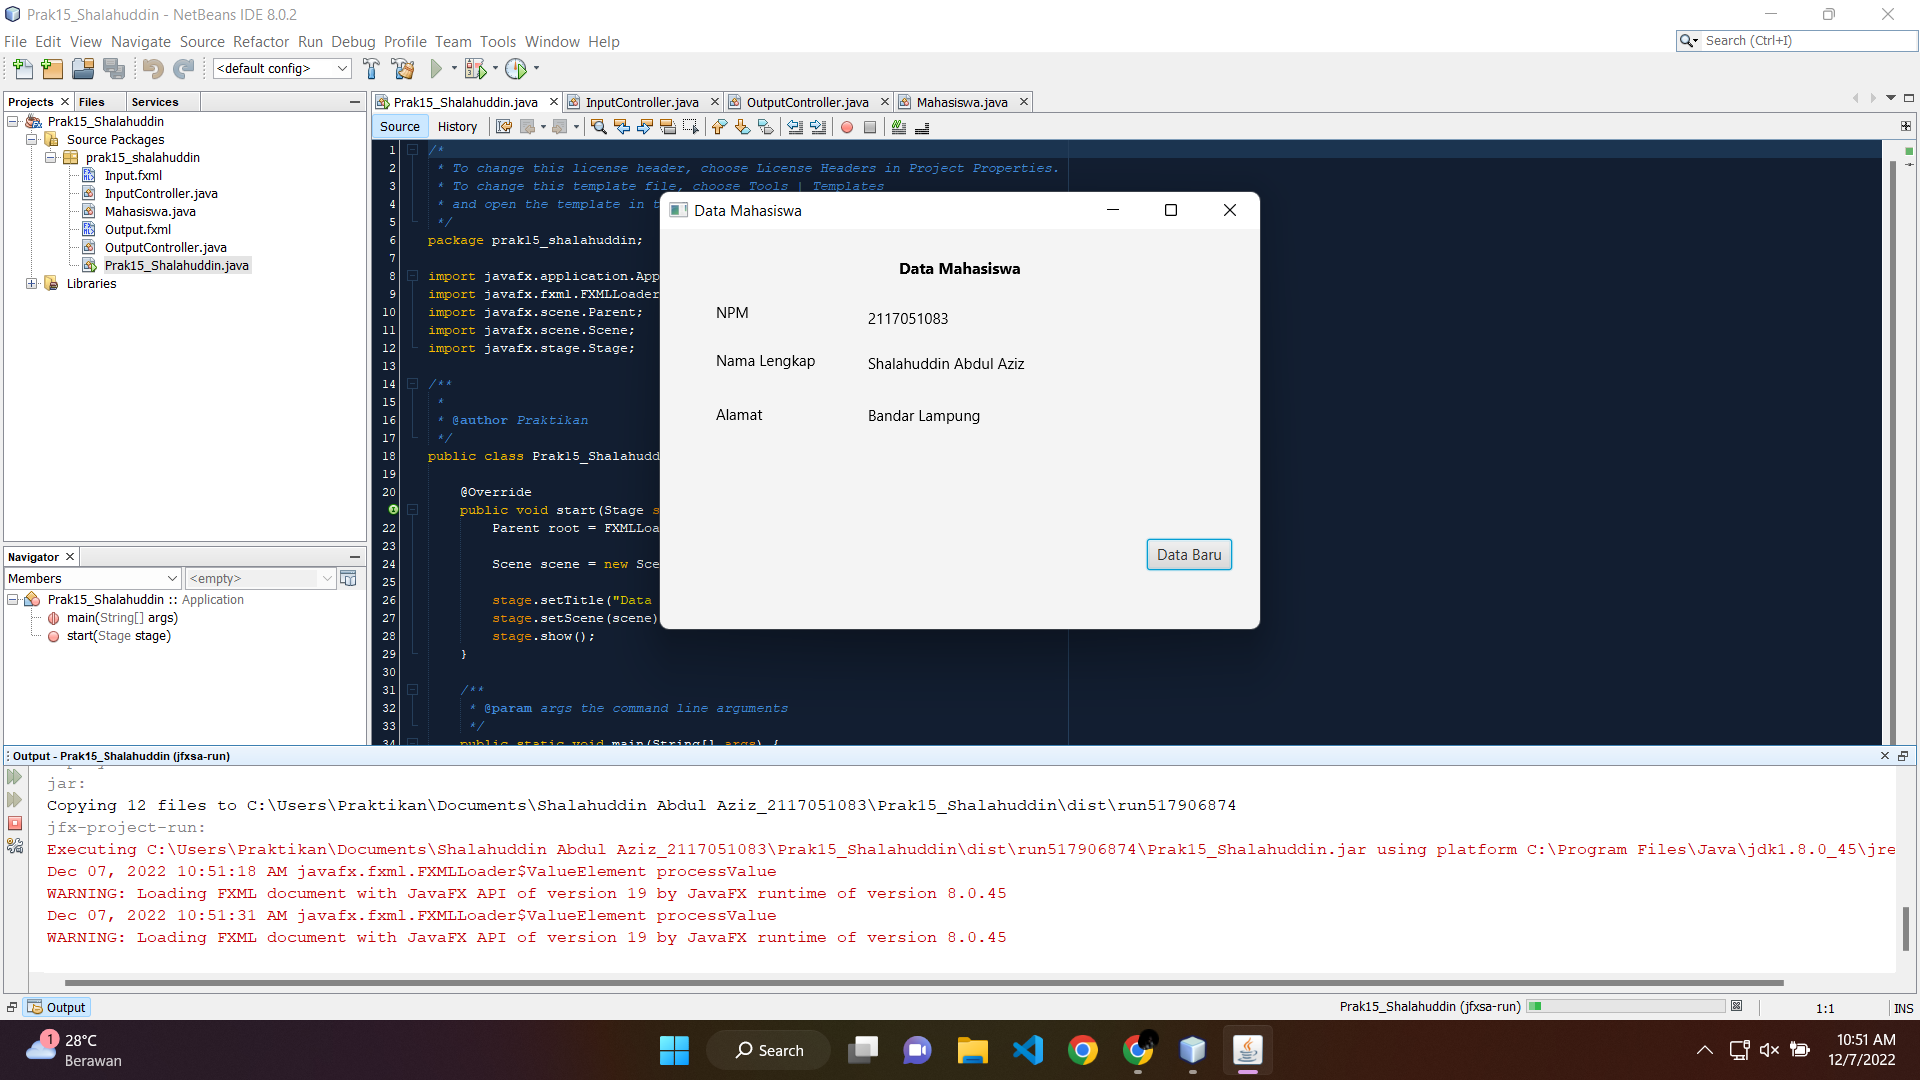 Prak15_Shalahuddin - NetBeans IDE 8.0.2
File Edit View Navigate Source Refactor Run Debug Profile Team Tools Window Help
Search (Ctrl+I)
<default config>
Projects Files Services
Prak15_Shalahuddin
Source Packages
prak15_shalahuddin
Input.fxml
InputController.java
Mahasiswa.java
Output.fxml
OutputController.java
Prak15_Shalahuddin.java
Libraries
Navigator
Members <empty>
Prak15_Shalahuddin :: Application
main(String[] args)
start(Stage stage)
Prak15_Shalahuddin.java InputController.java OutputController.java Mahasiswa.java
Source History
1 /*
2 * To change this license header, choose License Headers in Project Properties.
3 * To change this template file, choose Tools | Templates
4 * and open the template in t
5 */
6 package prak15_shalahuddin;
7
8 import javafx.application.App
9 import javafx.fxml.FXMLLoader
10 import javafx.scene.Parent;
11 import javafx.scene.Scene;
12 import javafx.stage.Stage;
13
14 /**
15 *
16 * @author Praktikan
17 */
18 public class Prak15_Shalahudd
19
20 @Override
public void start(Stage s
22 Parent root = FXMLLoa
23
24 Scene scene = new Sce
25
26 stage.setTitle("Data
27 stage.setScene(scene)
28 stage.show();
29 }
30
31 /**
32 * @param args the command line arguments
33 */
34 public static void main(String[] args) {
Data Mahasiswa
Data Mahasiswa
NPM 2117051083
Nama Lengkap Shalahuddin Abdul Aziz
Alamat Bandar Lampung
Data Baru
Output - Prak15_Shalahuddin (jfxsa-run)
jar:
Copying 12 files to C:\Users\Praktikan\Documents\Shalahuddin Abdul Aziz_2117051083\Prak15_Shalahuddin\dist\run517906874
jfx-project-run:
Executing C:\Users\Praktikan\Documents\Shalahuddin Abdul Aziz_2117051083\Prak15_Shalahuddin\dist\run517906874\Prak15_Shalahuddin.jar using platform C:\Program Files\Java\jdk1.8.0_45\jre
Dec 07, 2022 10:51:18 AM javafx.fxml.FXMLLoader$ValueElement processValue
WARNING: Loading FXML document with JavaFX API of version 19 by JavaFX runtime of version 8.0.45
Dec 07, 2022 10:51:31 AM javafx.fxml.FXMLLoader$ValueElement processValue
WARNING: Loading FXML document with JavaFX API of version 19 by JavaFX runtime of version 8.0.45
Output
Prak15_Shalahuddin (jfxsa-run)
1:1
INS
1
28°C
Berawan
Search
10:51 AM
12/7/2022